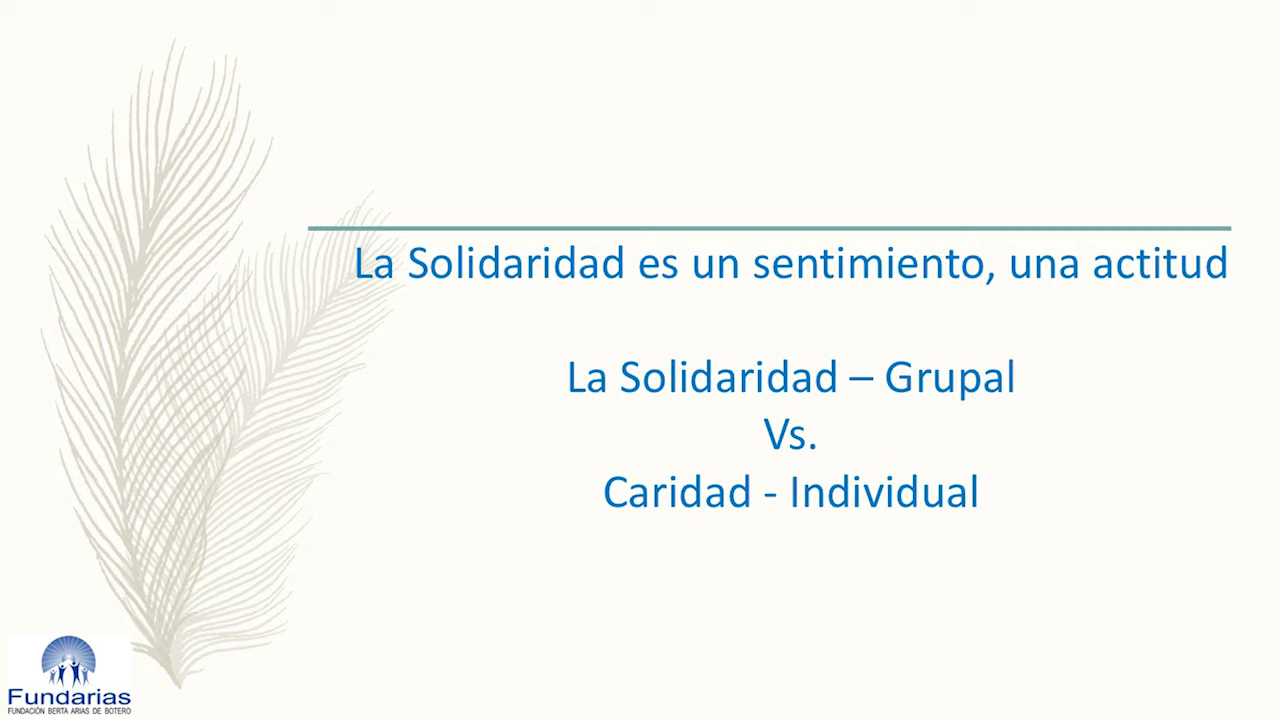 La Solidaridad es un sentimiento, una actitud
La Solidaridad – Grupal
Vs.
Caridad - Individual
Fundarias
FUNDACIÓN BERTA ARIAS DE BOTERO